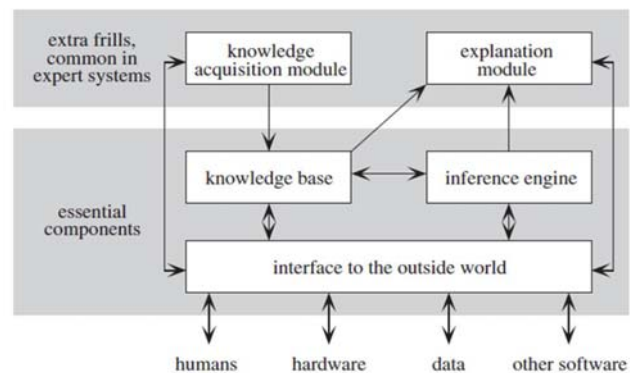 extra frills,
common in
expert systems
knowledge
acquisition module
explanation
module
essential
components
knowledge base
inference engine
interface to the outside world
humans
hardware
data
other software